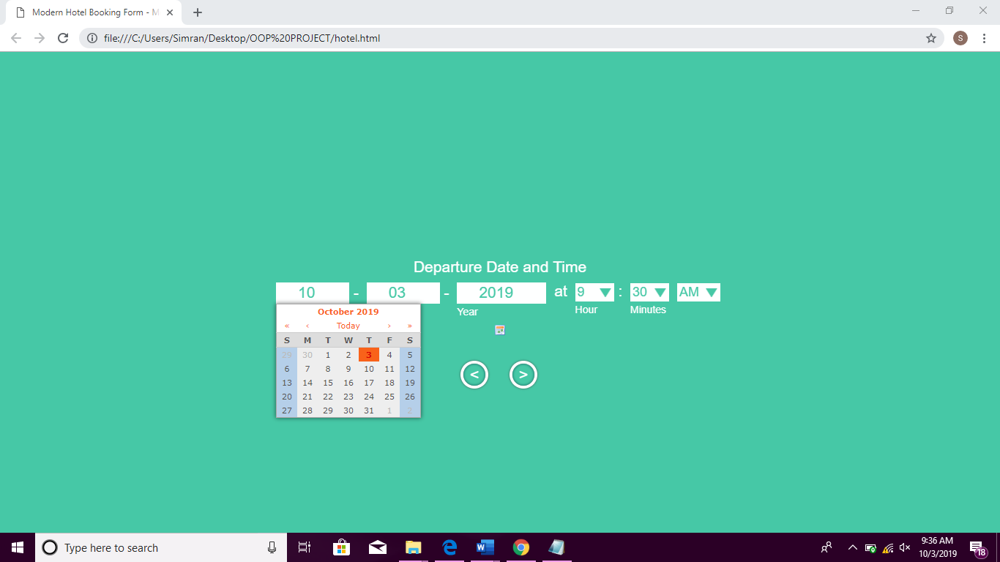 Modern Hotel Booking Form - M
file:///C:/Users/Simran/Desktop/OOP%20PROJECT/hotel.html
S
Departure Date and Time
10 - 03 - 2019 at 9 : 30 AM
Year Hour Minutes
October 2019
« ‹ Today › »
S M T W T F S
29 30 1 2 3 4 5
6 7 8 9 10 11 12
13 14 15 16 17 18 19
20 21 22 23 24 25 26
27 28 29 30 31 1 2
< >
Type here to search
9:36 AM
10/3/2019
18